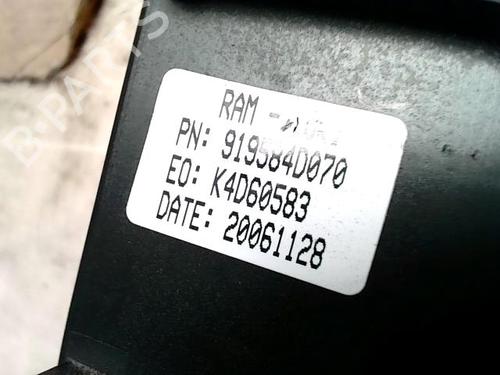 B-PARTS
RAM
PN: 919584D070
EO: K4D60583
DATE: 20061128